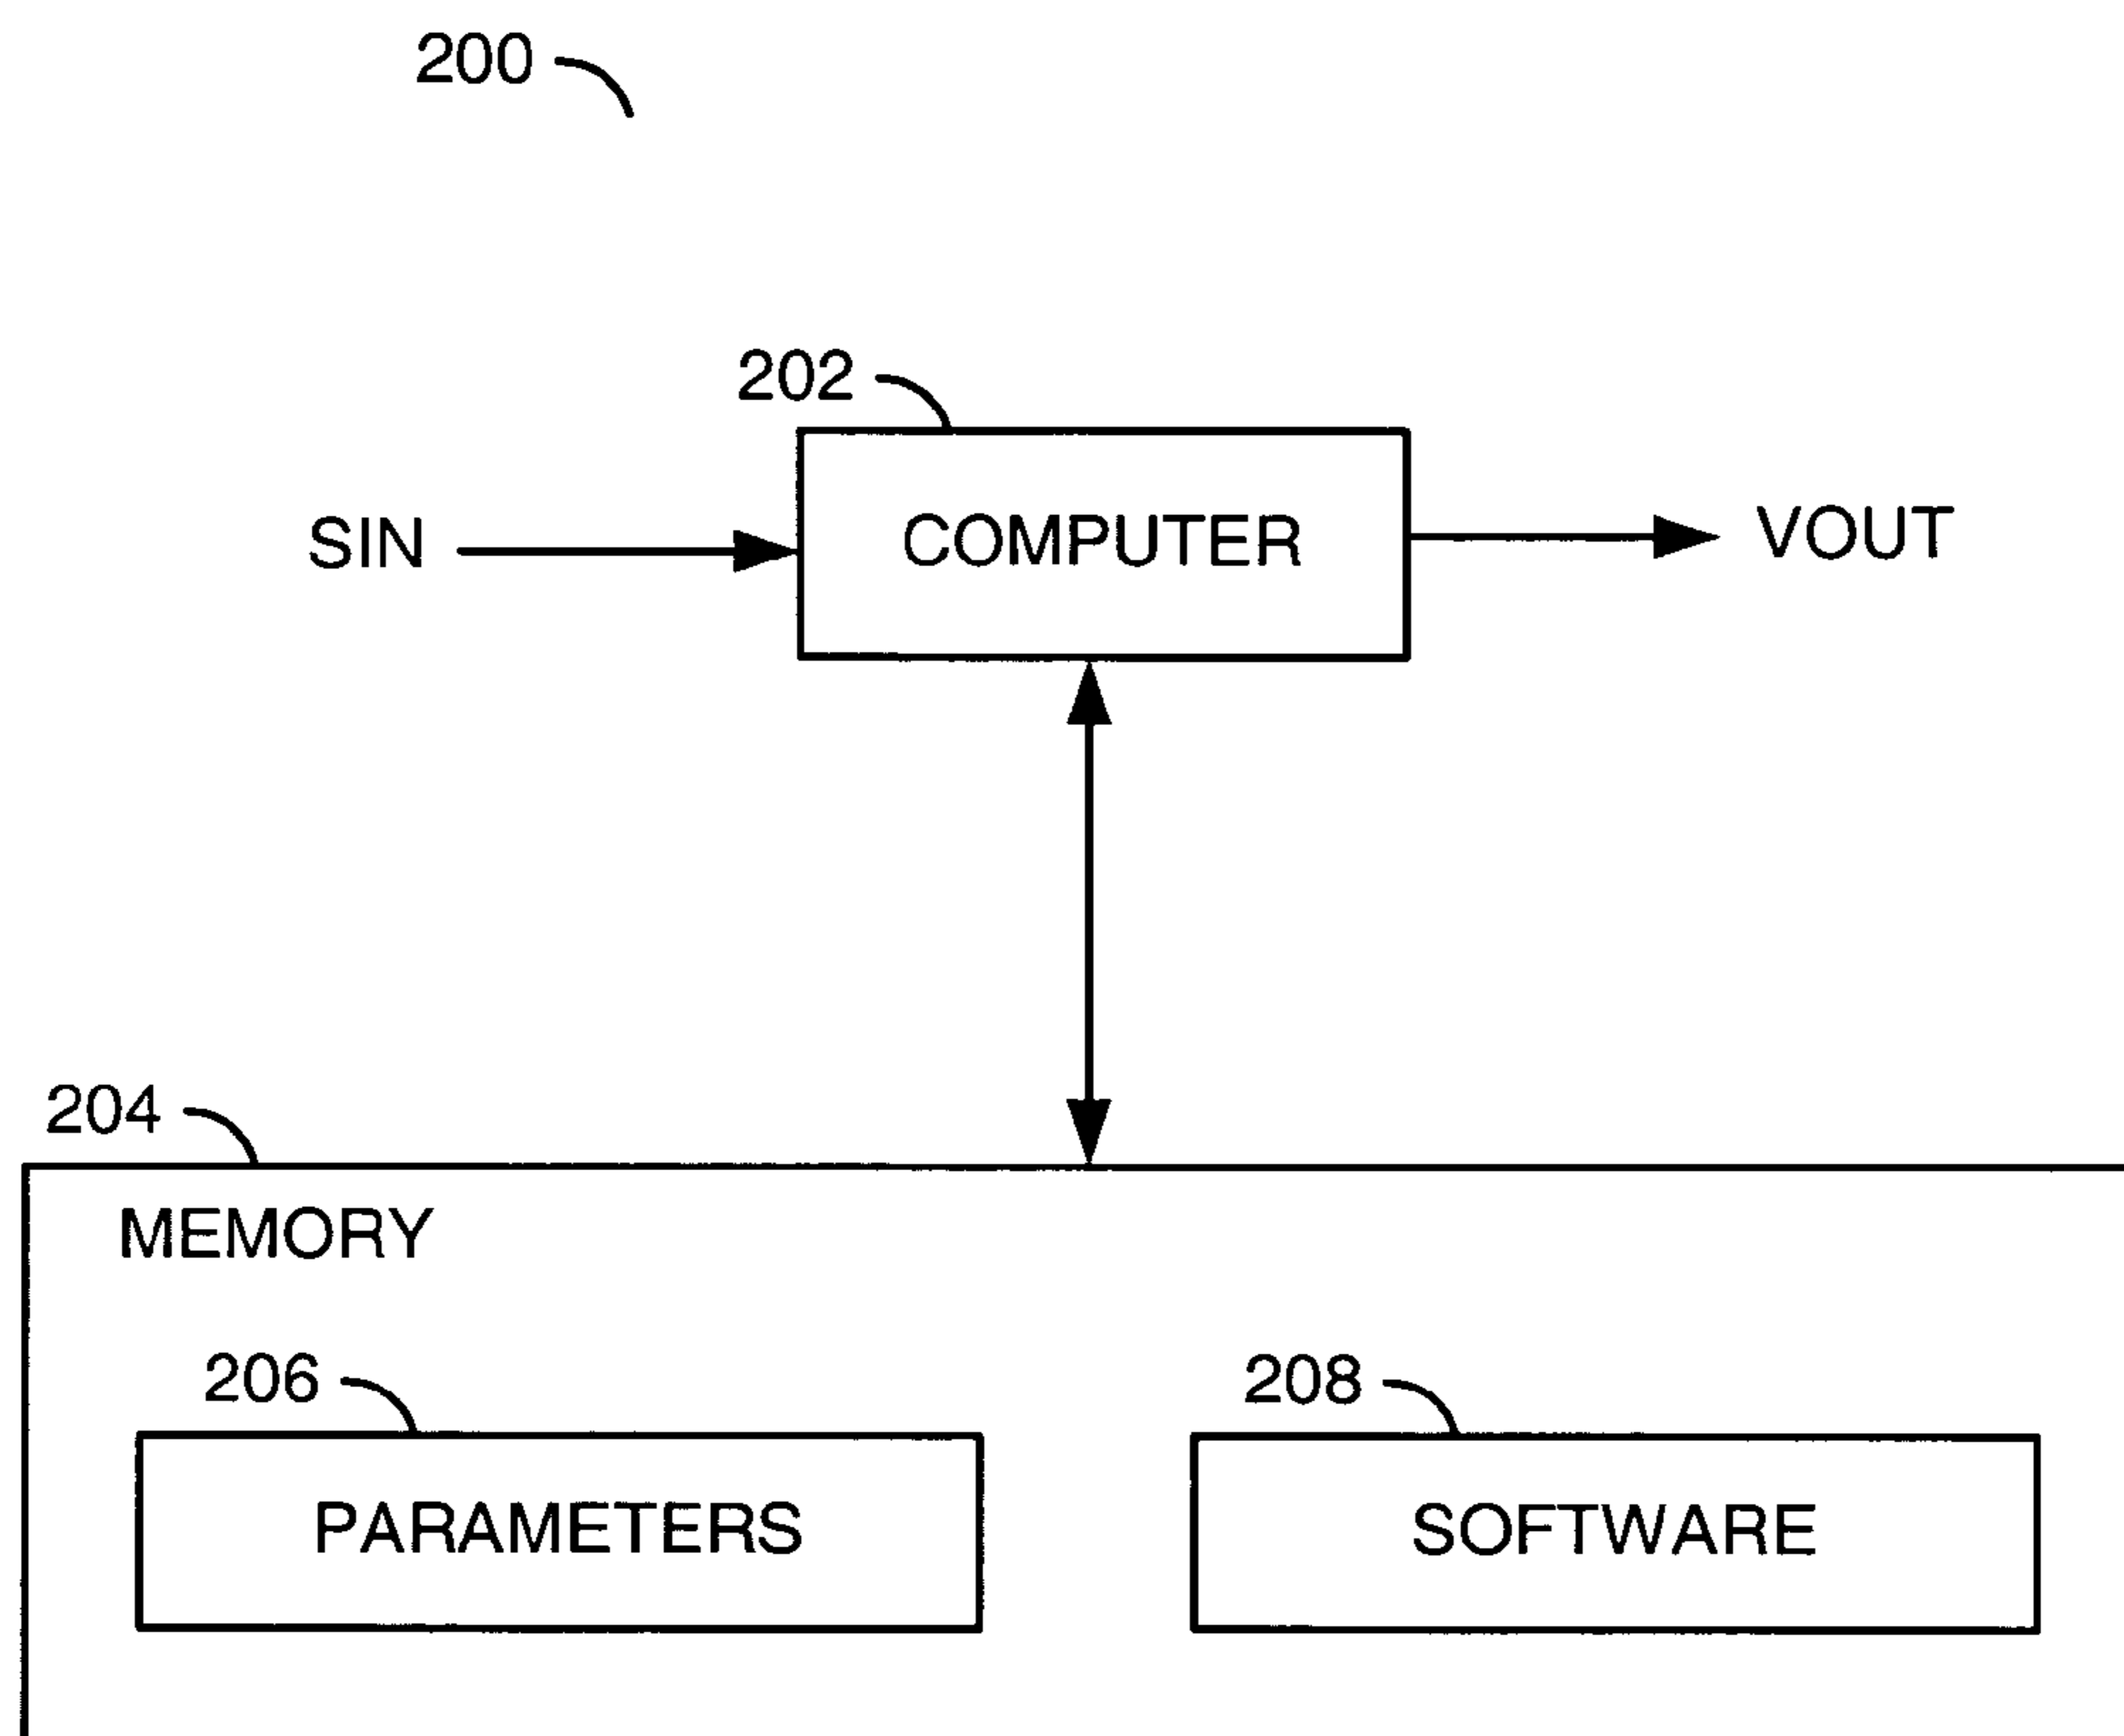 200
202
SIN
COMPUTER
VOUT
204
MEMORY
206
208
PARAMETERS
SOFTWARE